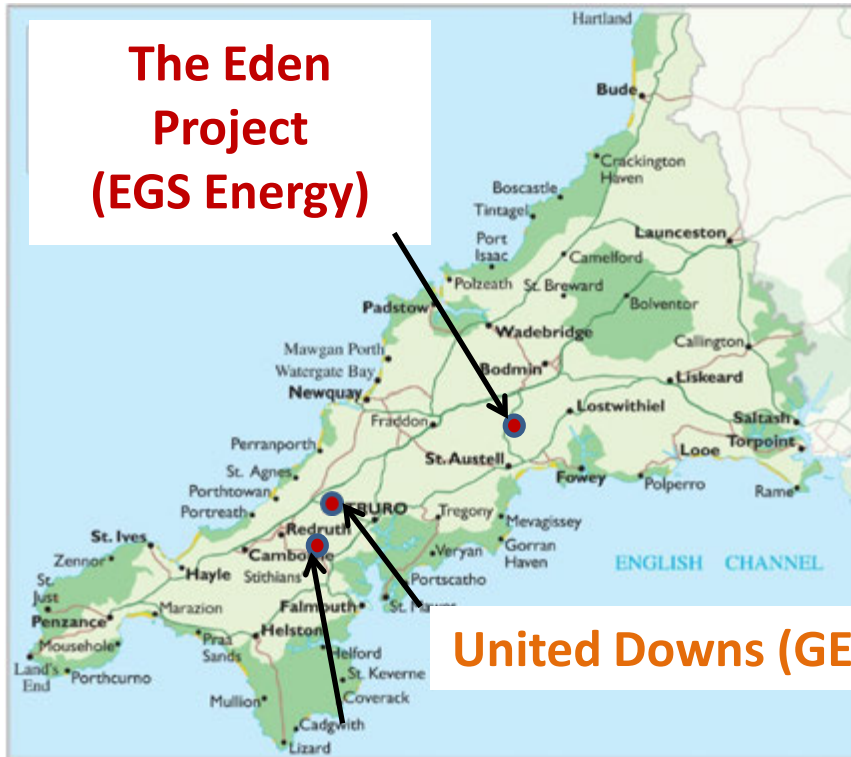 The Eden
Project
(EGS Energy)
Hartland
Bude
Crackington
Haven
Boscastle
Tintagel
Launceston
Port
Isaac
Camelford
Polzeath
St. Breward
Bolventor
Padstow
Wadebridge
Callington
Mawgan Porth
Watergate Bay
Bodmin
Liskeard
Newquay
Lostwithiel
Saltash
Fraddon
Torpoint
Perranporth
Looe
St. Austell
Fowey
St. Agnes
Polperro
Rame
Porthtowan
Portreath
TRURO
Tregony
Mevagissey
St. Ives
Redruth
Gorran
Haven
Camborne
Veryan
Zennor
ENGLISH CHANNEL
Hayle
Stithians
Portscatho
St.
Just
Falmouth
St. Mawes
Marazion
Penzance
Helston
Praa
Sands
Mousehole
Helford
United Downs (GE
Land's
End
Porthcurno
St. Keverne
Mullion
Coverack
Cadgwith
Lizard